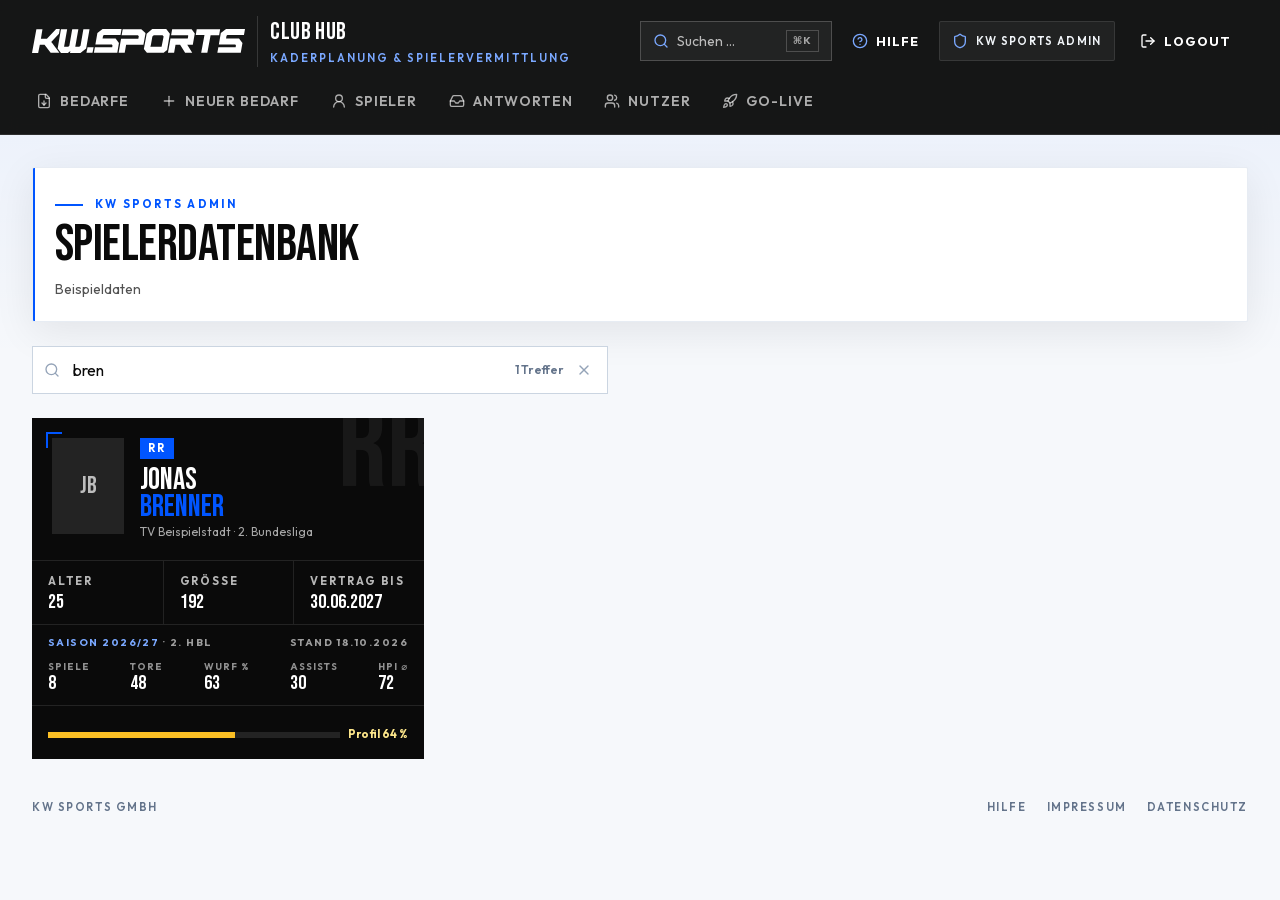 KW.SPORTS
CLUB HUB
KADERPLANUNG & SPIELERVERMITTLUNG
Suchen ...
⌘K
HILFE
KW SPORTS ADMIN
LOGOUT
BEDARFE
NEUER BEDARF
SPIELER
ANTWORTEN
NUTZER
GO-LIVE
KW SPORTS ADMIN
SPIELERDATENBANK
Beispieldaten
bren
1 Treffer
RR
JB
RR
JONAS
BRENNER
TV Beispielstadt · 2. Bundesliga
ALTER
25
GRÖSSE
192
VERTRAG BIS
30.06.2027
SAISON 2026/27 · 2. HBL
STAND 18.10.2026
SPIELE
8
TORE
48
WURF %
63
ASSISTS
30
HPI ⌀
72
Profil 64 %
KW SPORTS GMBH
HILFE
IMPRESSUM
DATENSCHUTZ